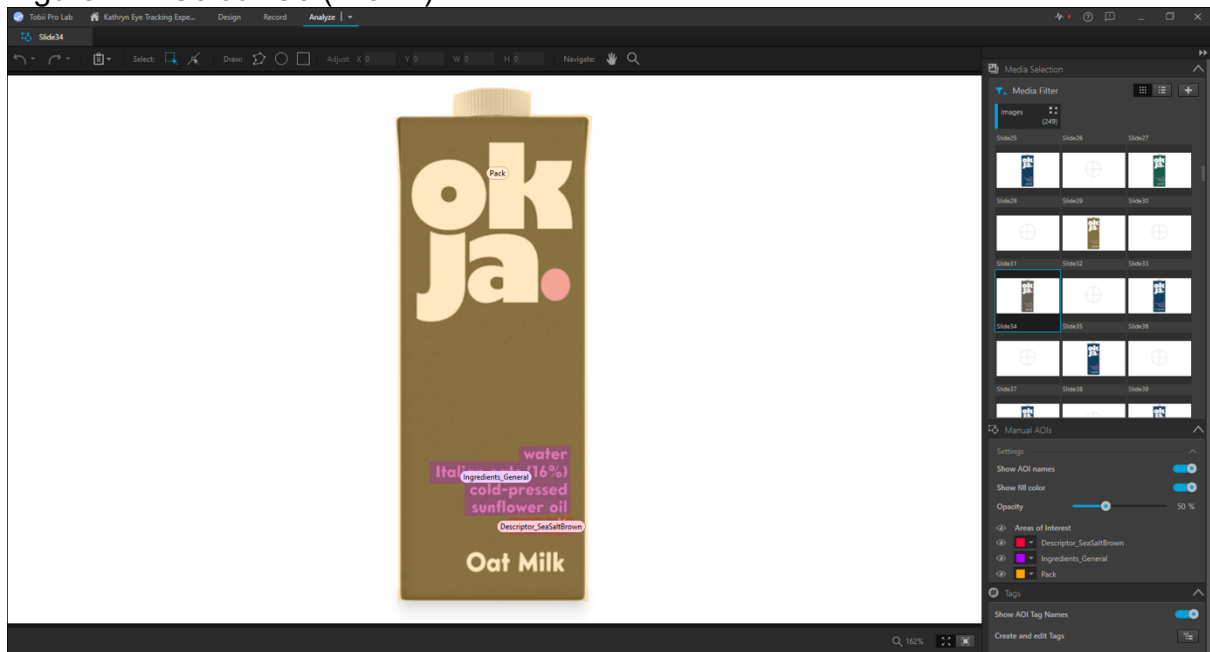 Tobii Pro Lab
Kathryn Eye Tracking Expe...
Design
Record
Analyze
Slide34
Select:
Draw:
Adjust: X 0 Y 0 W 0 H 0
Navigate:
ok
Pack
ja.
water
Italian oats (16%)
Ingredients_General
cold-pressed
sunflower oil
Descriptor_SeaSaltBrown
Oat Milk
162%
Media Selection
Media Filter
Images
(249)
Slide25 Slide26 Slide27
Slide28 Slide29 Slide30
Slide31 Slide32 Slide33
Slide34 Slide35 Slide36
Slide37 Slide38 Slide39
Manual AOIs
Settings
Show AOI names
Show fill color
Opacity 50 %
Areas of Interest
Descriptor_SeaSaltBrown
Ingredients_General
Pack
Tags
Show AOI Tag Names
Create and edit Tags